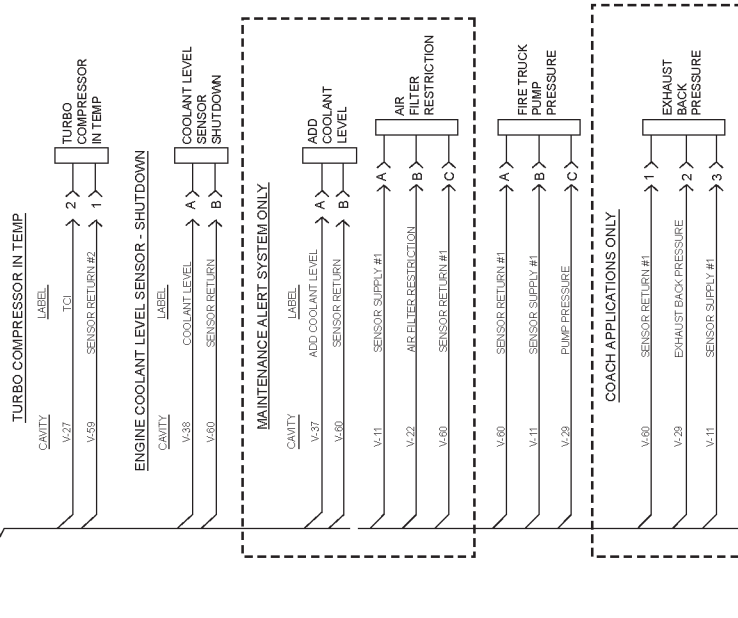 TURBO COMPRESSOR IN TEMP
CAVITY
LABEL
V-27
TCI
2
V-59
SENSOR RETURN #2
1
TURBO
COMPRESSOR
IN TEMP
ENGINE COOLANT LEVEL SENSOR - SHUTDOWN
CAVITY
LABEL
V-38
COOLANT LEVEL
A
V-60
SENSOR RETURN
B
COOLANT LEVEL
SENSOR
SHUTDOWN
MAINTENANCE ALERT SYSTEM ONLY
CAVITY
LABEL
V-37
ADD COOLANT LEVEL
A
V-60
SENSOR RETURN
B
ADD
COOLANT
LEVEL
V-11
SENSOR SUPPLY #1
A
V-22
AIR FILTER RESTRICTION
B
V-60
SENSOR RETURN #1
C
AIR
FILTER
RESTRICTION
V-60
SENSOR RETURN #1
A
V-11
SENSOR SUPPLY #1
B
V-29
PUMP PRESSURE
C
FIRE TRUCK
PUMP
PRESSURE
COACH APPLICATIONS ONLY
V-60
SENSOR RETURN #1
1
V-29
EXHAUST BACK PRESSURE
2
V-11
SENSOR SUPPLY #1
3
EXHAUST
BACK
PRESSURE